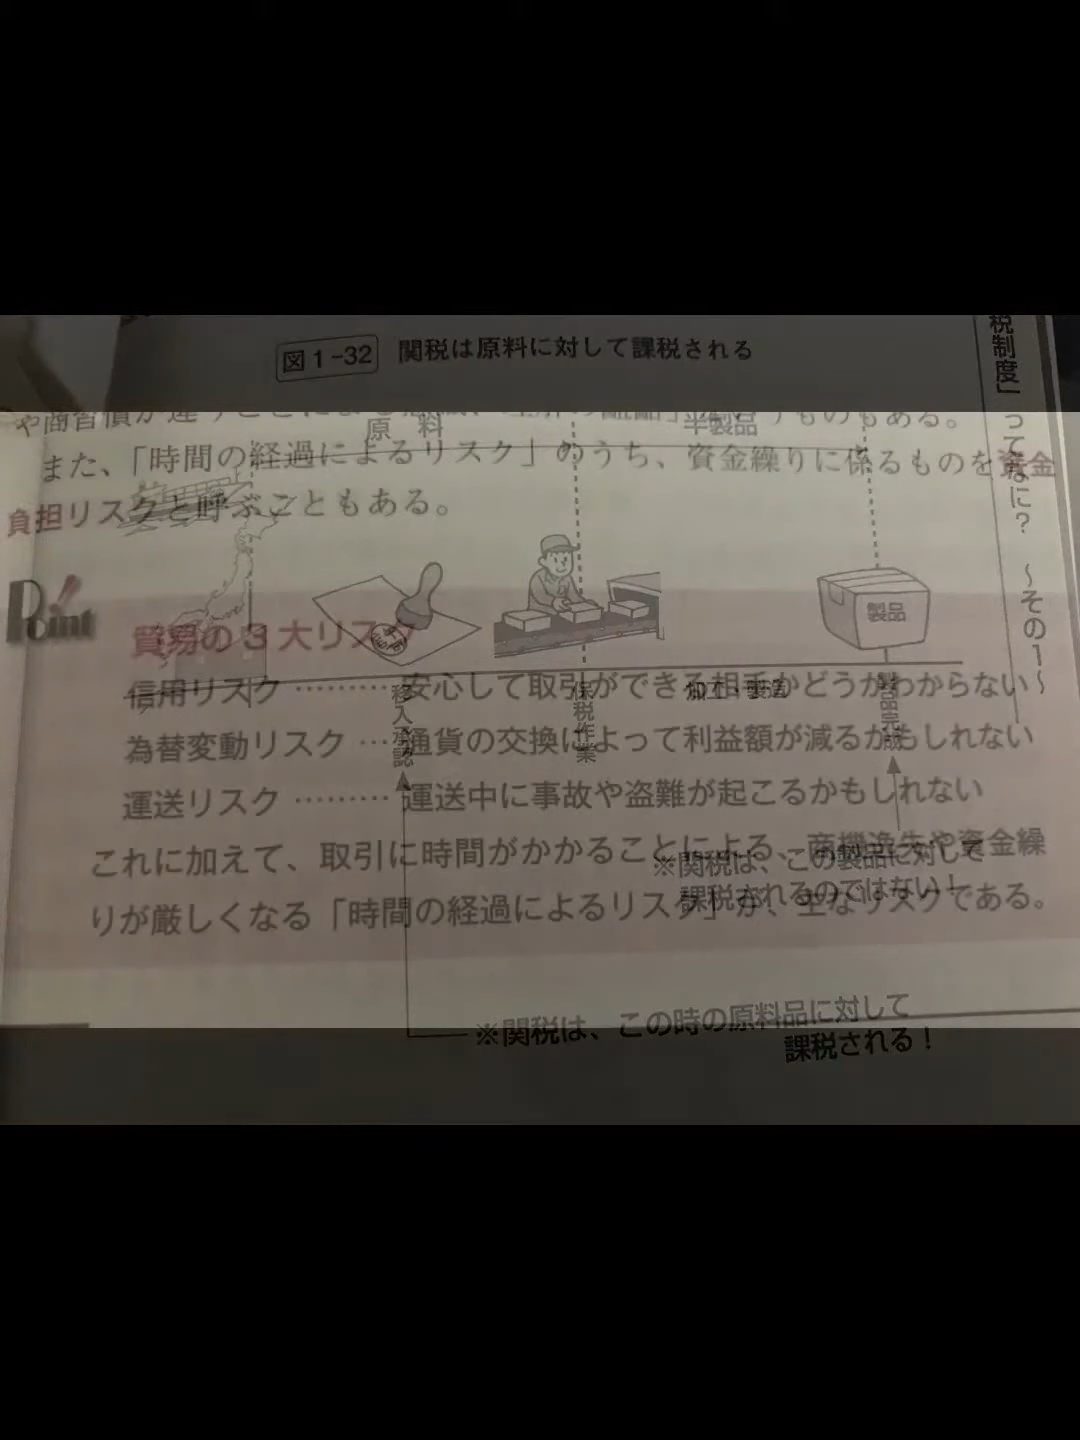 図1-32 関税は原料に対して課税される
税制度」ってなに? ～その1～
原 料
半製品
ものもある。
また、「時間の経過によるリスク」のうち、資金繰りに係るものを資金
負担リスクと呼ぶこともある。
Point
貿易の3大リスク
製品
信用リスク ……… 安心して取引ができる相手かどうかわからない
為替変動リスク … 通貨の交換によって利益額が減るかもしれない
運送リスク ……… 運送中に事故や盗難が起こるかもしれない
これに加えて、取引に時間がかかることによる、商機逸失や資金繰
りが厳しくなる「時間の経過によるリスク」が、主なリスクである。
移入承認
保税作業
加工・製造
製品完成
※関税は、この製品に対して
課税されるのではない!
※関税は、この時の原料品に対して
課税される!